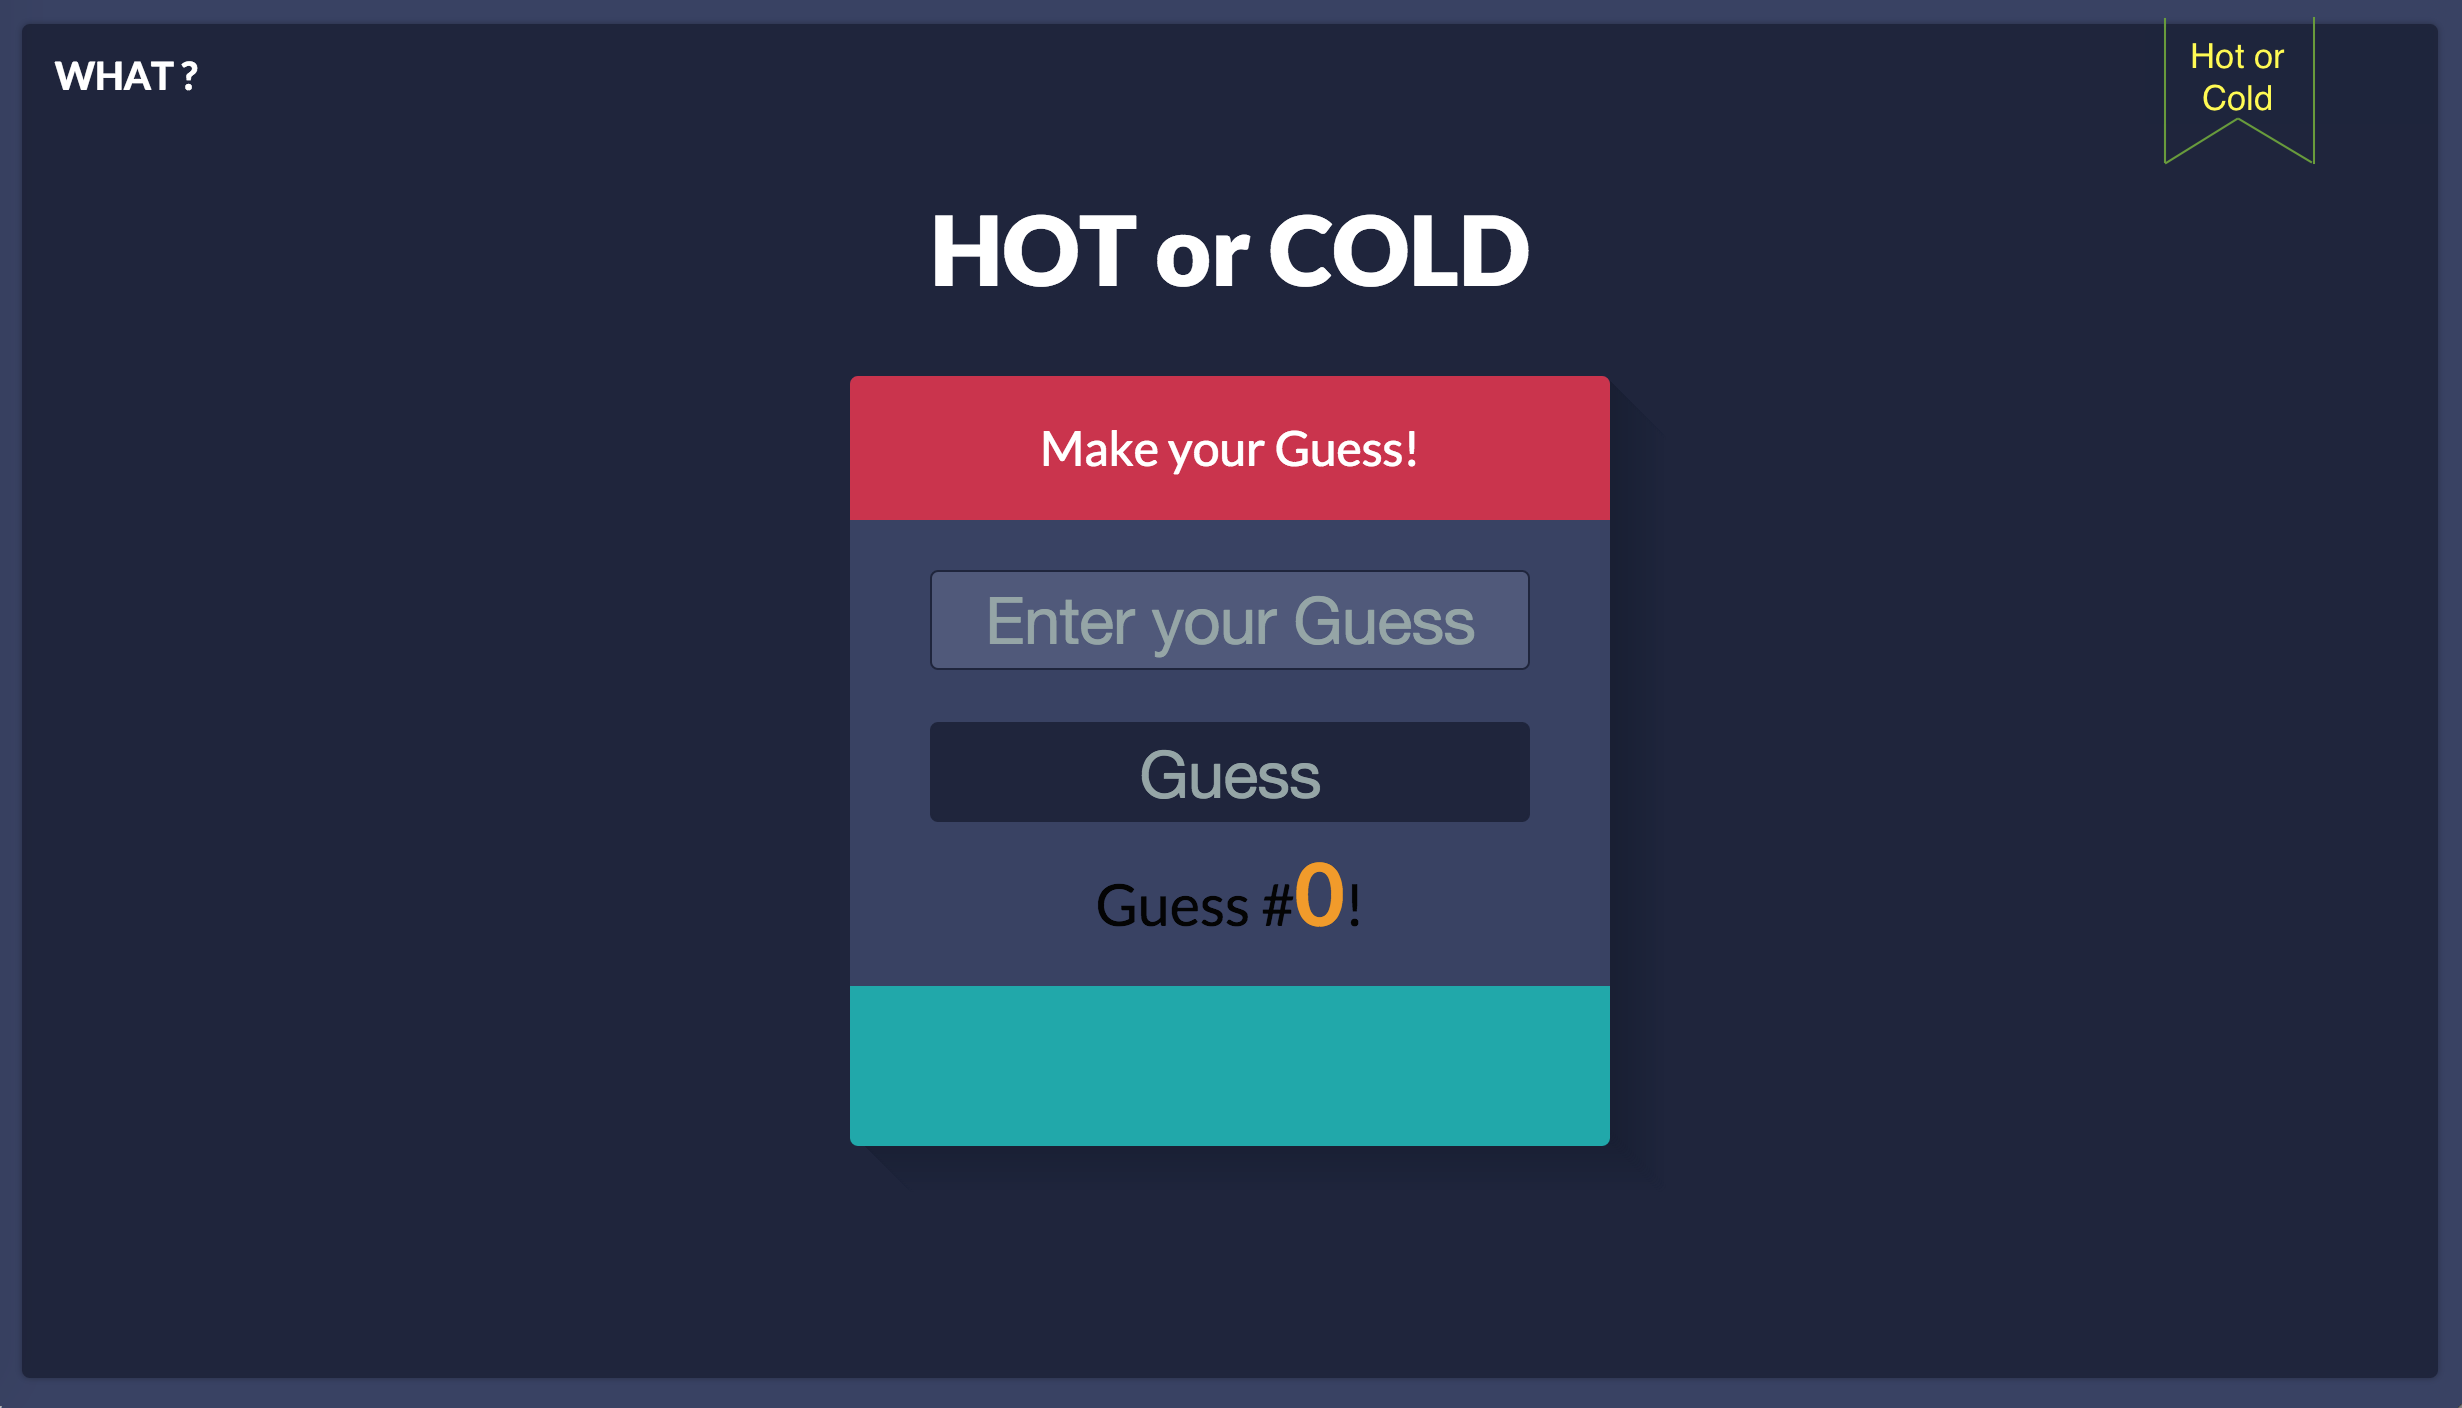 WHAT ?
Hot or
Cold
HOT or COLD
Make your Guess!
Enter your Guess
Guess
Guess #0!